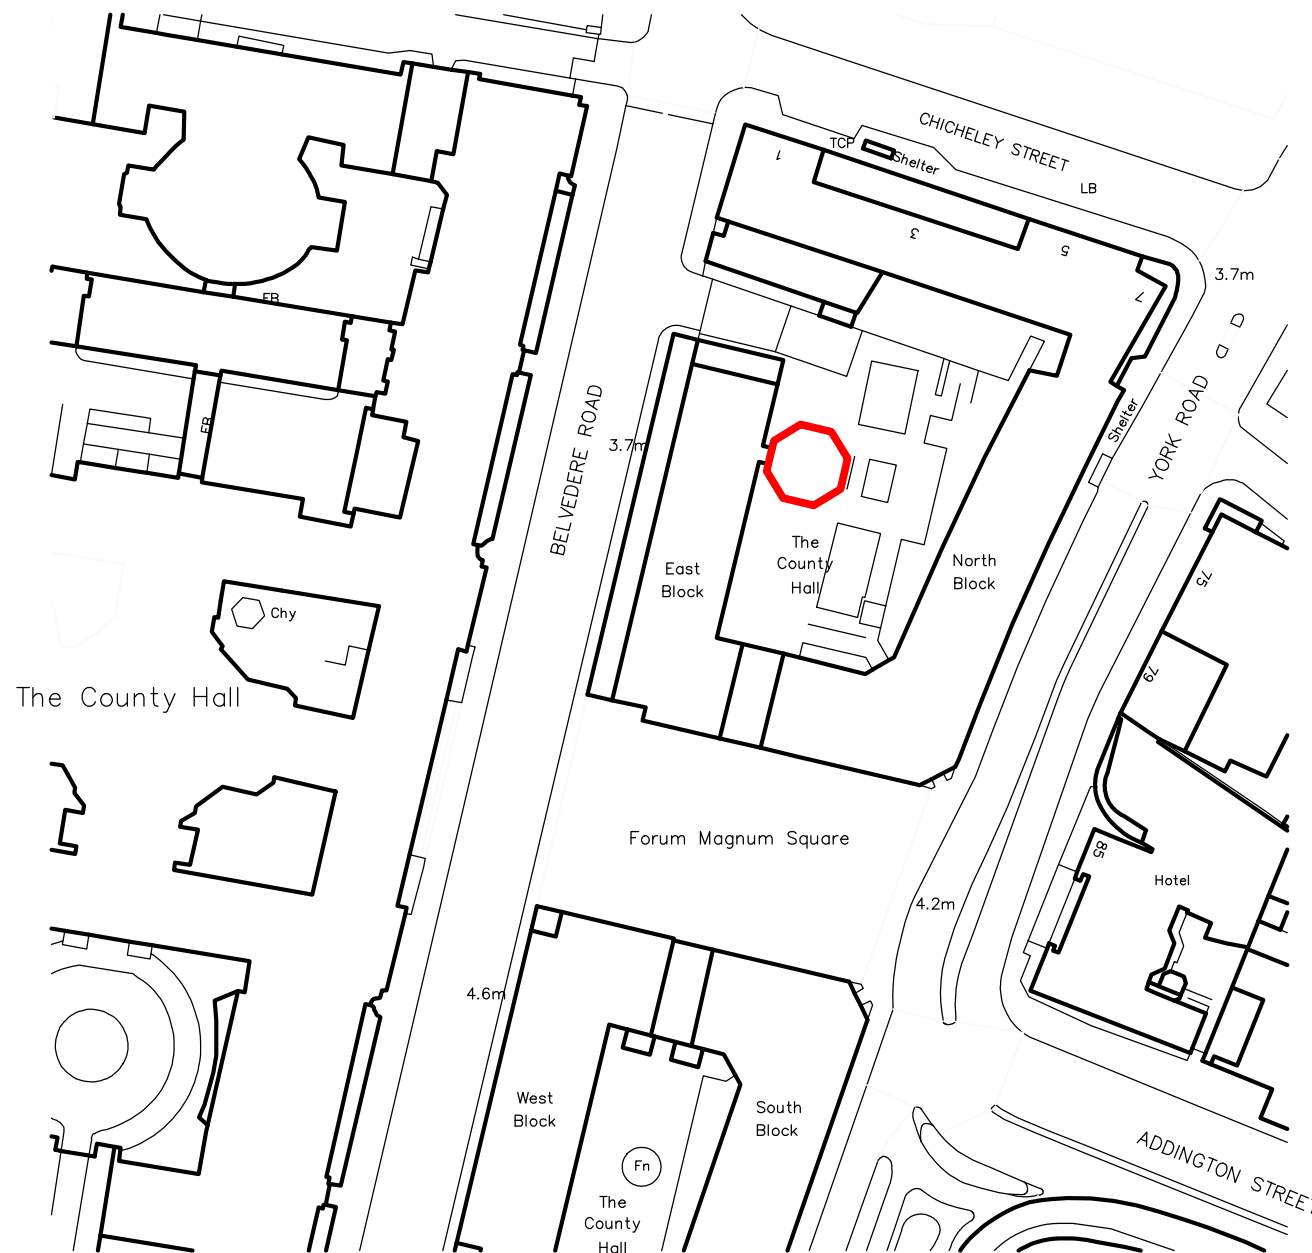 CHICHELEY STREET
TCP
Shelter
LB
1
3
5
7
3.7m
FB
D
D
YORK ROAD
Shelter
FB
BELVEDERE ROAD
3.7m
The
County
Hall
East
Block
North
Block
75
Chy
79
The County Hall
Forum Magnum Square
85
Hotel
4.2m
4.6m
West
Block
South
Block
ADDINGTON STREET
Fn
The
County
Hall